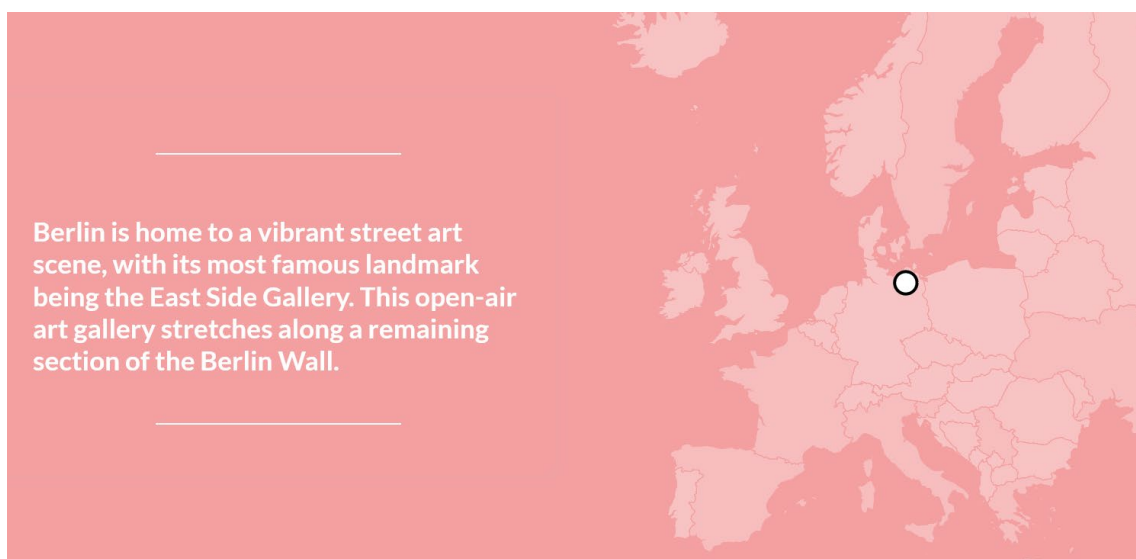 Berlin is home to a vibrant street art
scene, with its most famous landmark
being the East Side Gallery. This open-air
art gallery stretches along a remaining
section of the Berlin Wall.